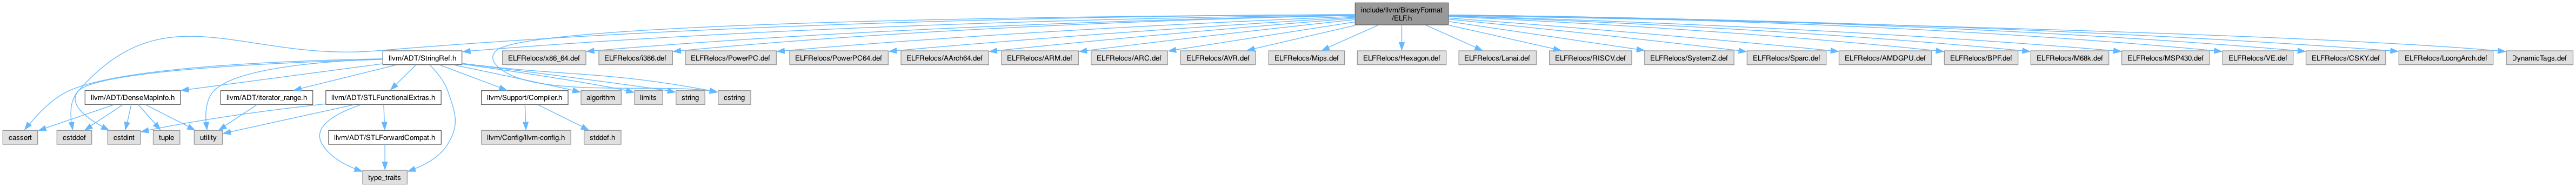 include/llvm/BinaryFormat
/ELF.h
llvm/ADT/StringRef.h
ELFRelocs/x86_64.def
ELFRelocs/i386.def
ELFRelocs/PowerPC.def
ELFRelocs/PowerPC64.def
ELFRelocs/AArch64.def
ELFRelocs/ARM.def
ELFRelocs/ARC.def
ELFRelocs/AVR.def
ELFRelocs/Mips.def
ELFRelocs/Hexagon.def
ELFRelocs/Lanai.def
ELFRelocs/RISCV.def
ELFRelocs/SystemZ.def
ELFRelocs/Sparc.def
ELFRelocs/AMDGPU.def
ELFRelocs/BPF.def
ELFRelocs/M68k.def
ELFRelocs/MSP430.def
ELFRelocs/VE.def
ELFRelocs/CSKY.def
ELFRelocs/LoongArch.def
DynamicTags.def
llvm/ADT/DenseMapInfo.h
llvm/ADT/iterator_range.h
llvm/ADT/STLFunctionalExtras.h
llvm/Support/Compiler.h
algorithm
limits
string
cstring
cassert
cstddef
cstdint
tuple
utility
llvm/ADT/STLForwardCompat.h
llvm/Config/llvm-config.h
stddef.h
type_traits